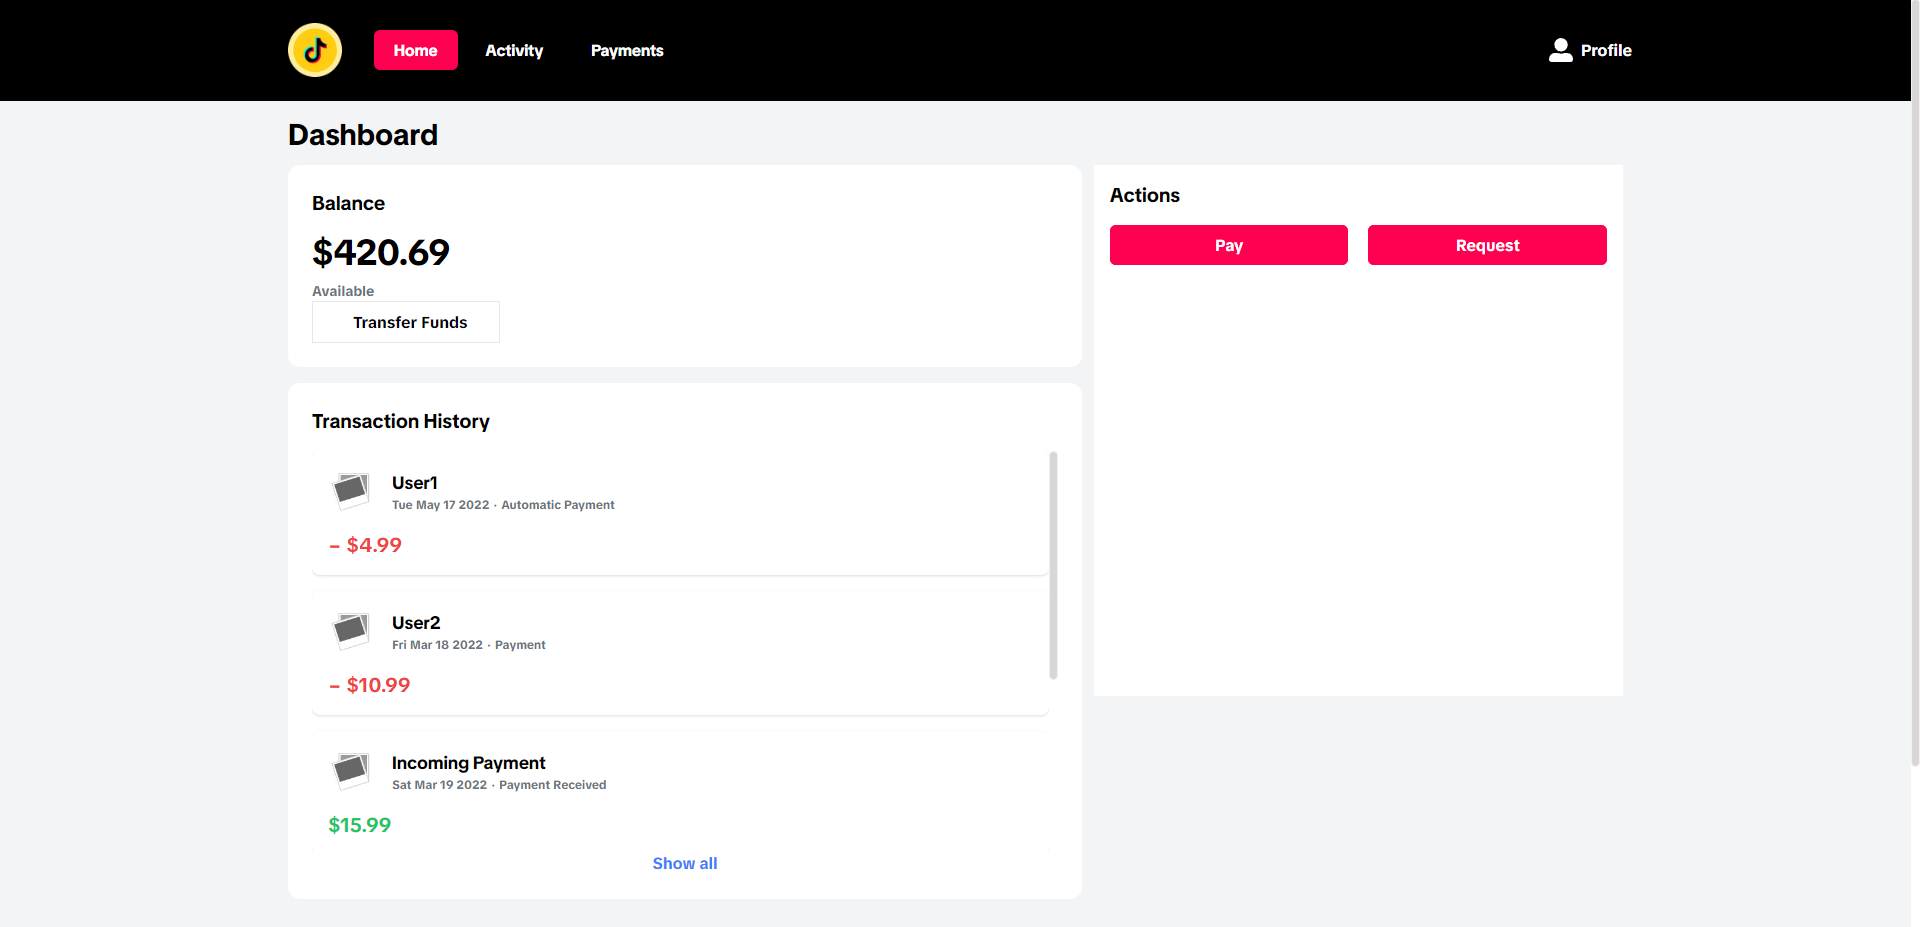 Home Activity Payments Profile
Dashboard
Balance
$420.69
Available
Transfer Funds
Actions
Pay Request
Transaction History
User1
Tue May 17 2022 · Automatic Payment
- $4.99
User2
Fri Mar 18 2022 · Payment
- $10.99
Incoming Payment
Sat Mar 19 2022 · Payment Received
$15.99
Show all